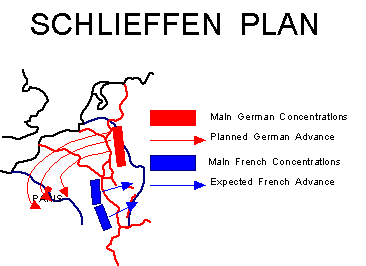 SCHLIEFFEN PLAN
Main German Concentrations
Planned German Advance
Main French Concentrations
Expected French Advance
PARIS